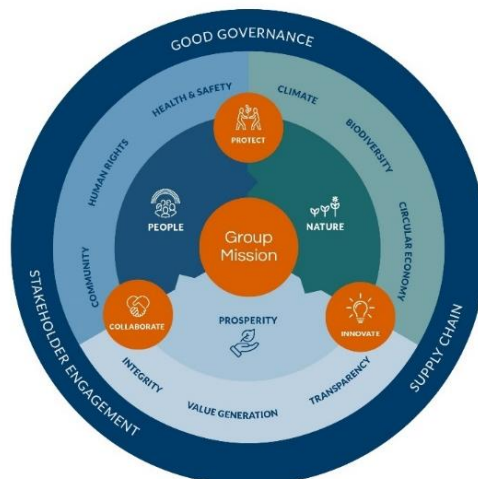 GOOD GOVERNANCE
HEALTH & SAFETY
CLIMATE
PROTECT
HUMAN RIGHTS
BIODIVERSITY
PEOPLE
NATURE
Group
Mission
COMMUNITY
CIRCULAR ECONOMY
COLLABORATE
PROSPERITY
INNOVATE
INTEGRITY
VALUE GENERATION
TRANSPARENCY
STAKEHOLDER ENGAGEMENT
SUPPLY CHAIN